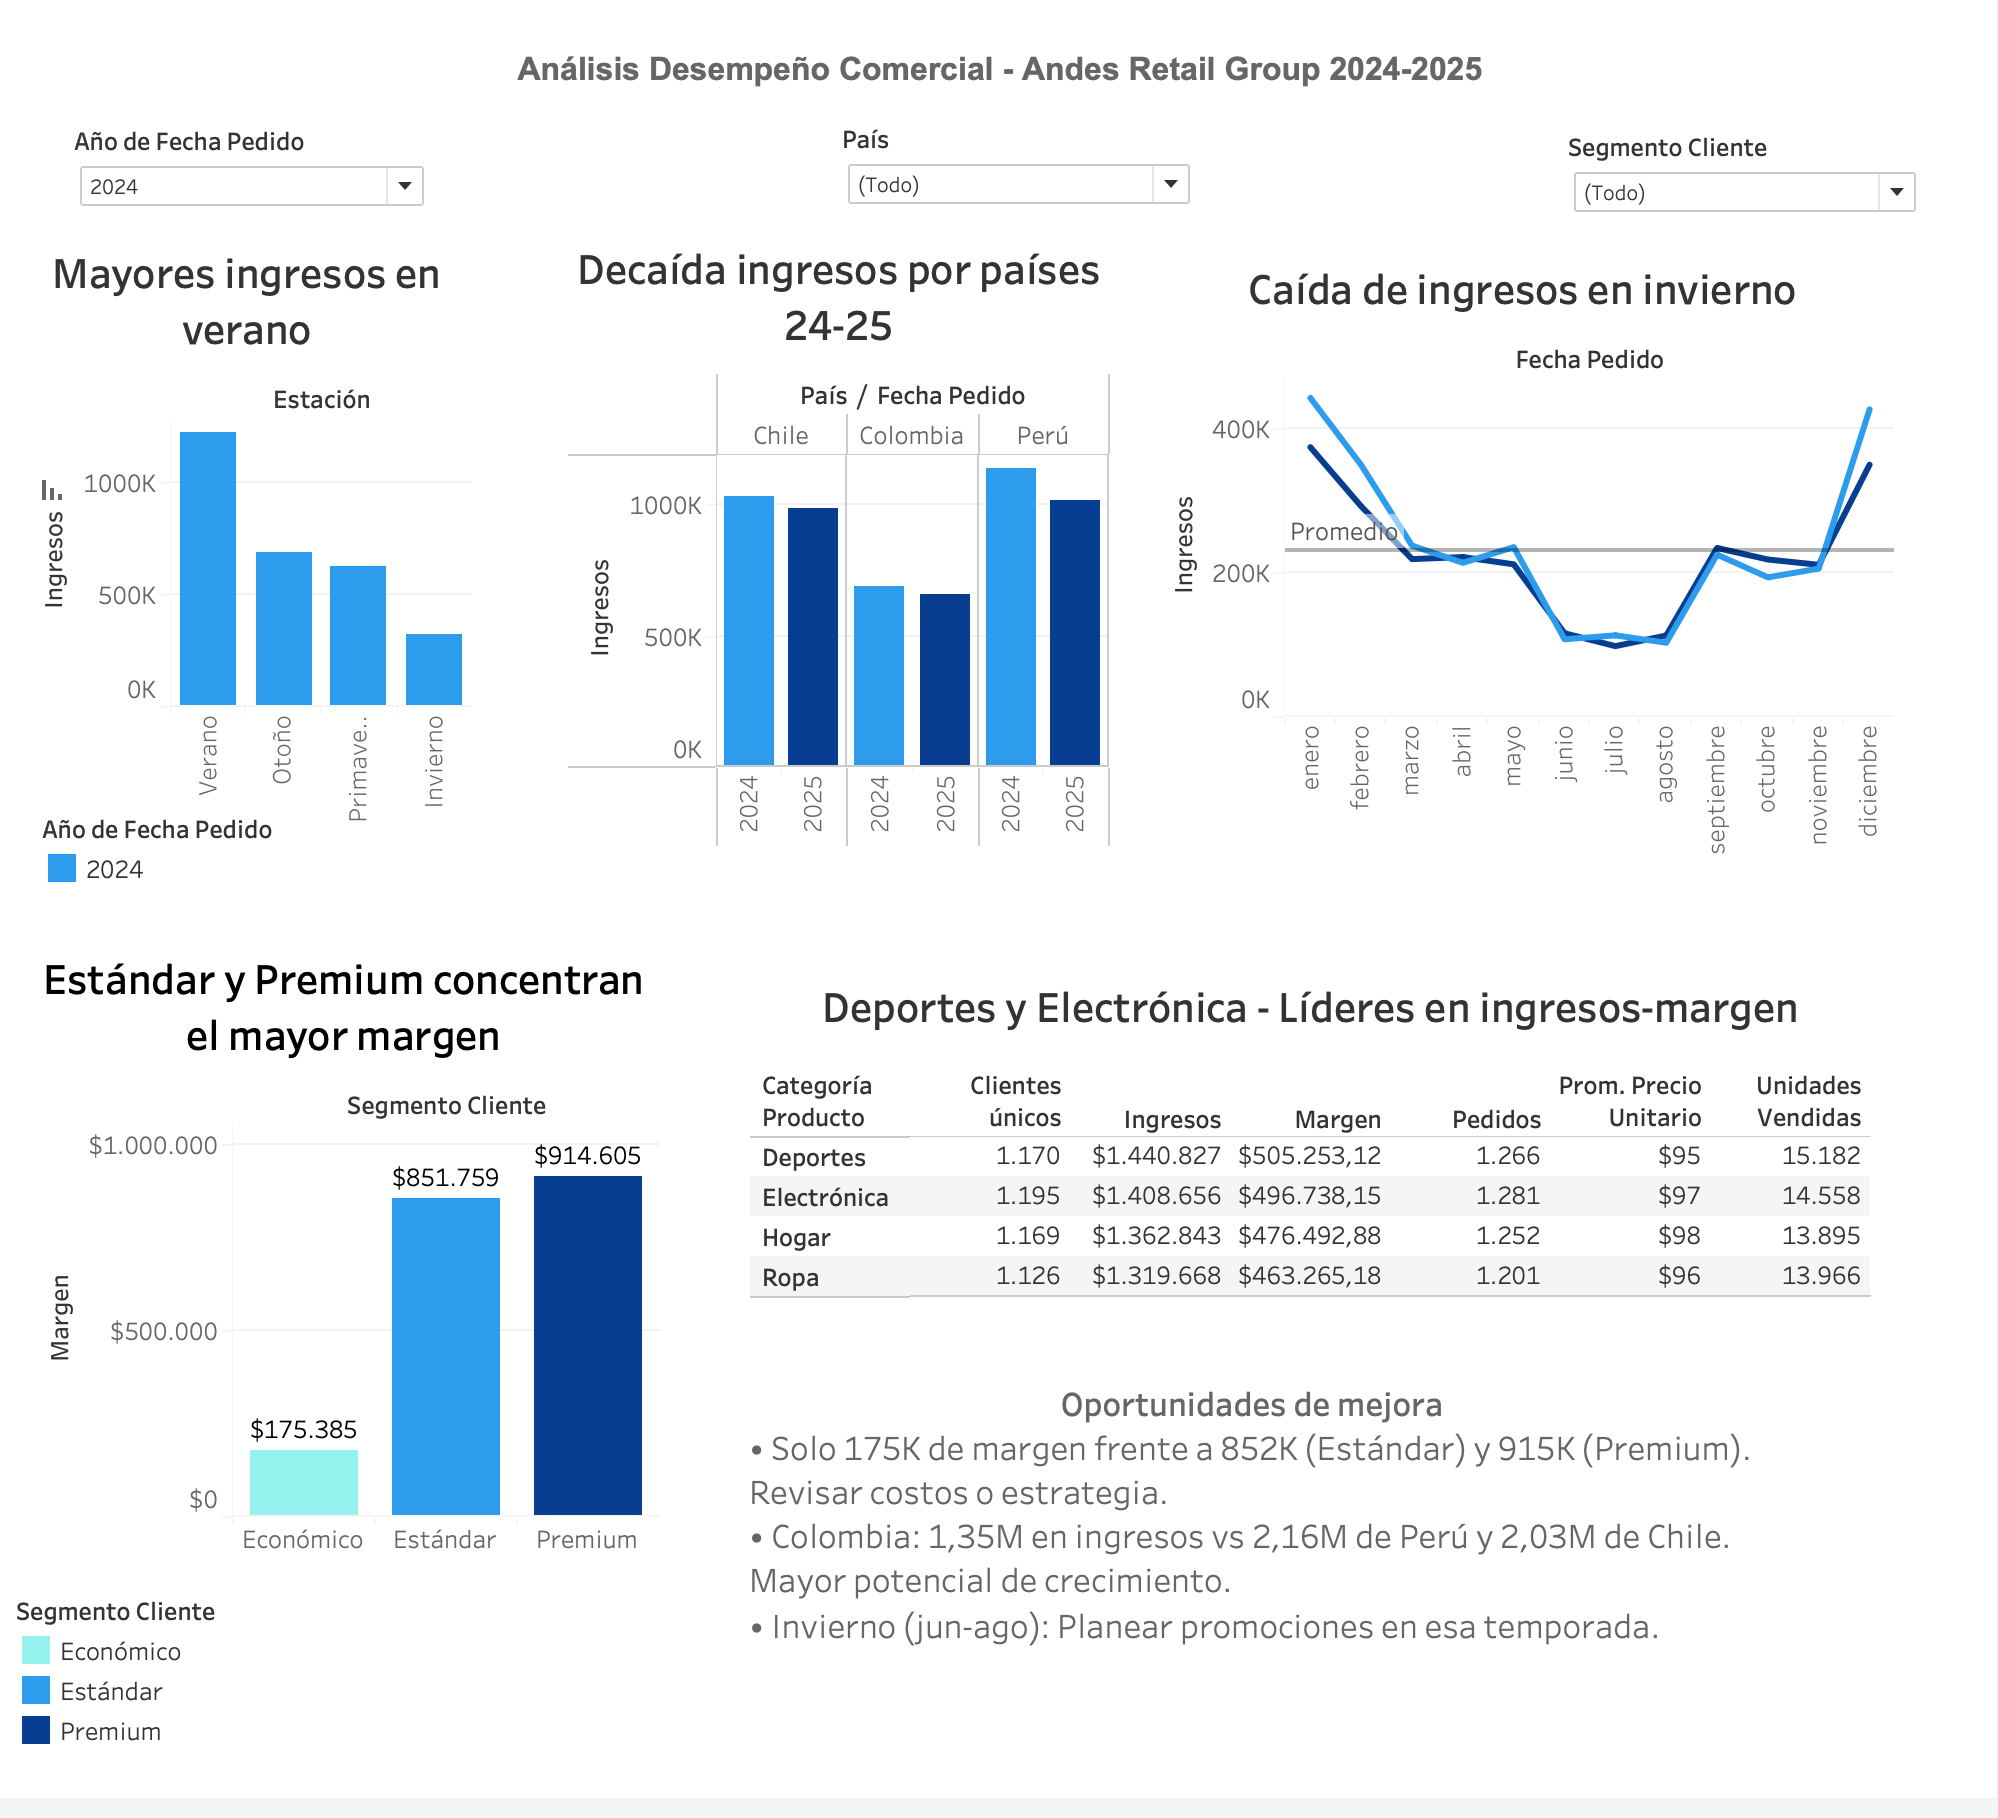 Análisis Desempeño Comercial - Andes Retail Group 2024-2025
Año de Fecha Pedido
2024
País
(Todo)
Segmento Cliente
(Todo)
Mayores ingresos en
verano
Estación
Ingresos
1000K
500K
0K
Verano
Otoño
Primave..
Invierno
Año de Fecha Pedido
2024
Decaída ingresos por países
24-25
País / Fecha Pedido
Chile Colombia Perú
Ingresos
1000K
500K
0K
2024 2025 2024 2025 2024 2025
Caída de ingresos en invierno
Fecha Pedido
Ingresos
400K
Promedio
200K
0K
enero
febrero
marzo
abril
mayo
junio
julio
agosto
septiembre
octubre
noviembre
diciembre
Estándar y Premium concentran
el mayor margen
Segmento Cliente
Margen
$1.000.000
$500.000
$0
$175.385
$851.759
$914.605
Económico Estándar Premium
Segmento Cliente
Económico
Estándar
Premium
Deportes y Electrónica - Líderes en ingresos-margen
Categoría Clientes Prom. Precio Unidades
Producto únicos Ingresos Margen Pedidos Unitario Vendidas
Deportes 1.170 $1.440.827 $505.253,12 1.266 $95 15.182
Electrónica 1.195 $1.408.656 $496.738,15 1.281 $97 14.558
Hogar 1.169 $1.362.843 $476.492,88 1.252 $98 13.895
Ropa 1.126 $1.319.668 $463.265,18 1.201 $96 13.966
Oportunidades de mejora
• Solo 175K de margen frente a 852K (Estándar) y 915K (Premium).
Revisar costos o estrategia.
• Colombia: 1,35M en ingresos vs 2,16M de Perú y 2,03M de Chile.
Mayor potencial de crecimiento.
• Invierno (jun-ago): Planear promociones en esa temporada.